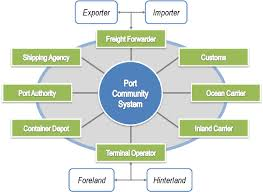 Exporter
Importer
Freight Forwarder
Shipping Agency
Customs
Port Authority
Port
Community
System
Ocean Carrier
Container Depot
Inland Carrier
Terminal Operator
Foreland
Hinterland